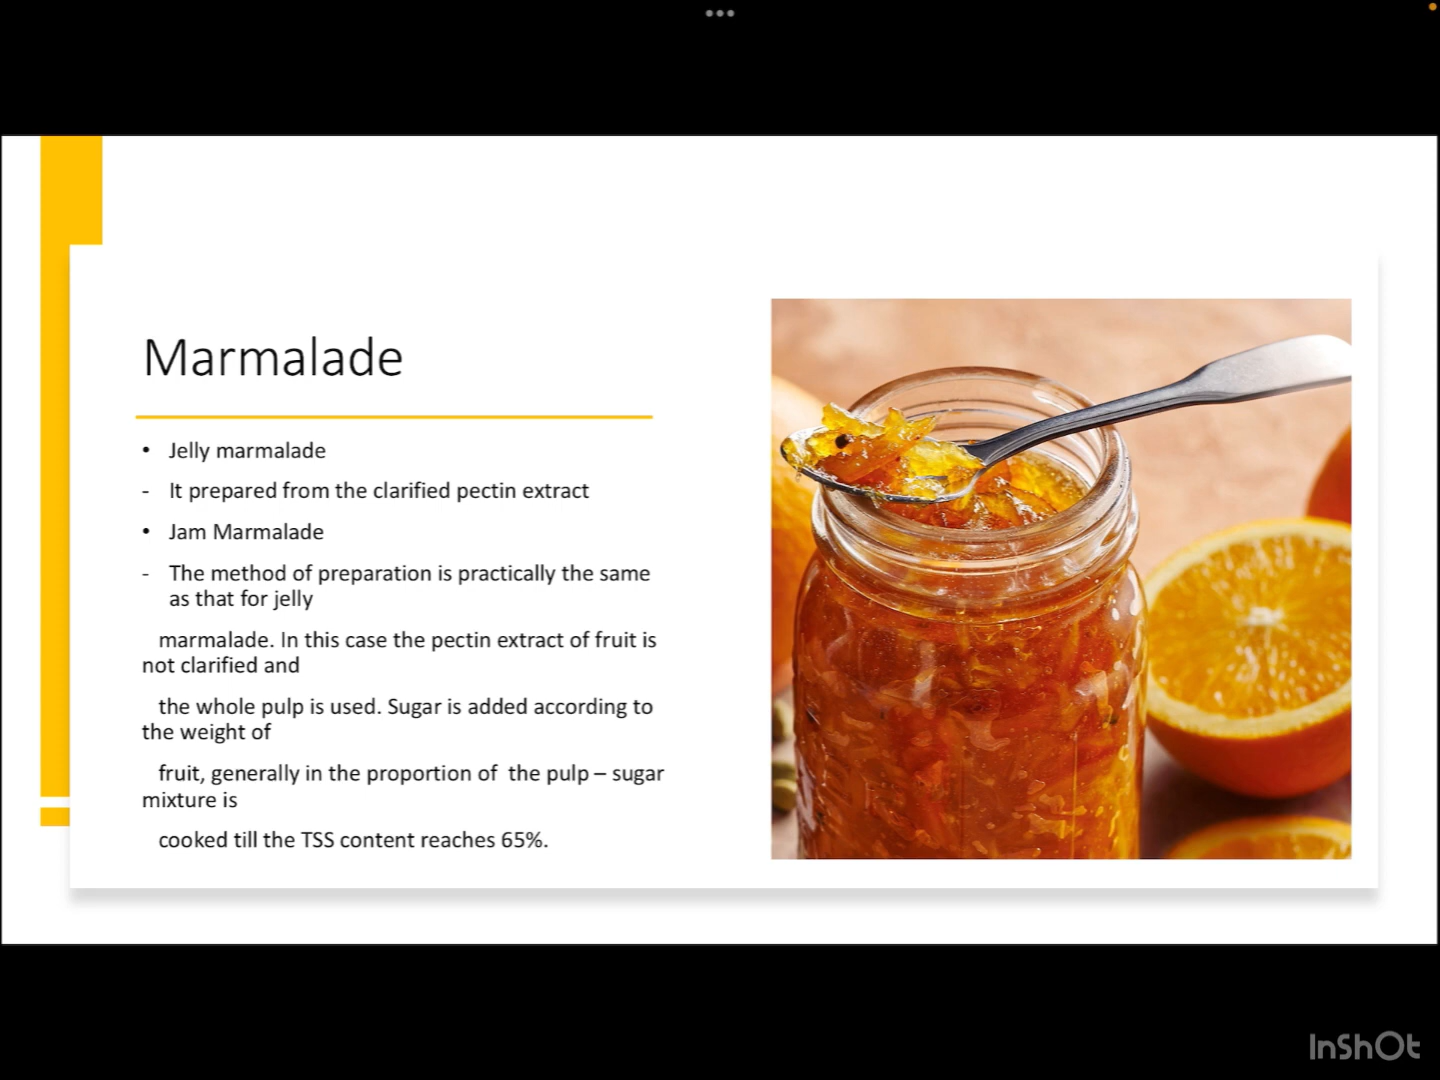 Marmalade
• Jelly marmalade
- It prepared from the clarified pectin extract
• Jam Marmalade
- The method of preparation is practically the same
as that for jelly
marmalade. In this case the pectin extract of fruit is
not clarified and
the whole pulp is used. Sugar is added according to
the weight of
fruit, generally in the proportion of the pulp – sugar
mixture is
cooked till the TSS content reaches 65%.
InShOt